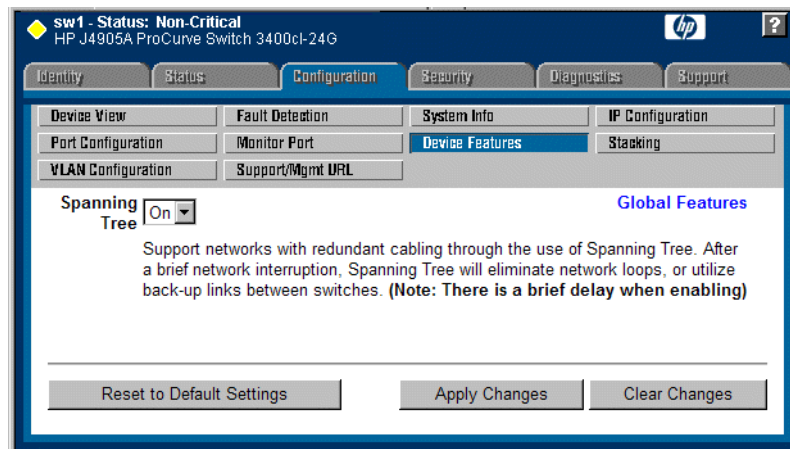 sw1 - Status: Non-Critical
HP J4905A ProCurve Switch 3400cl-24G
hp
?
Identity Status Configuration Security Diagnostics Support
Device View Fault Detection System Info IP Configuration
Port Configuration Monitor Port Device Features Stacking
VLAN Configuration Support/Mgmt URL
Spanning Tree On Global Features
Support networks with redundant cabling through the use of Spanning Tree. After
a brief network interruption, Spanning Tree will eliminate network loops, or utilize
back-up links between switches. (Note: There is a brief delay when enabling)
Reset to Default Settings Apply Changes Clear Changes